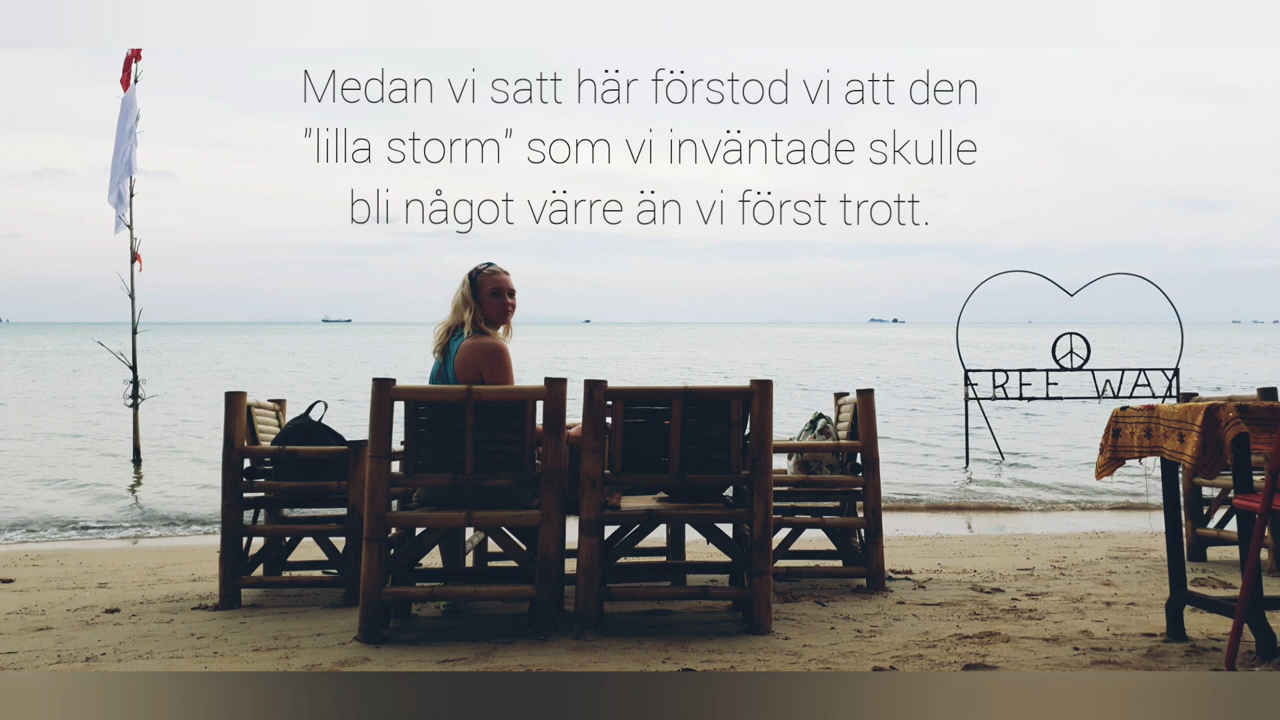 Medan vi satt här förstod vi att den
"lilla storm" som vi inväntade skulle
bli något värre än vi först trott.
FREE WAY